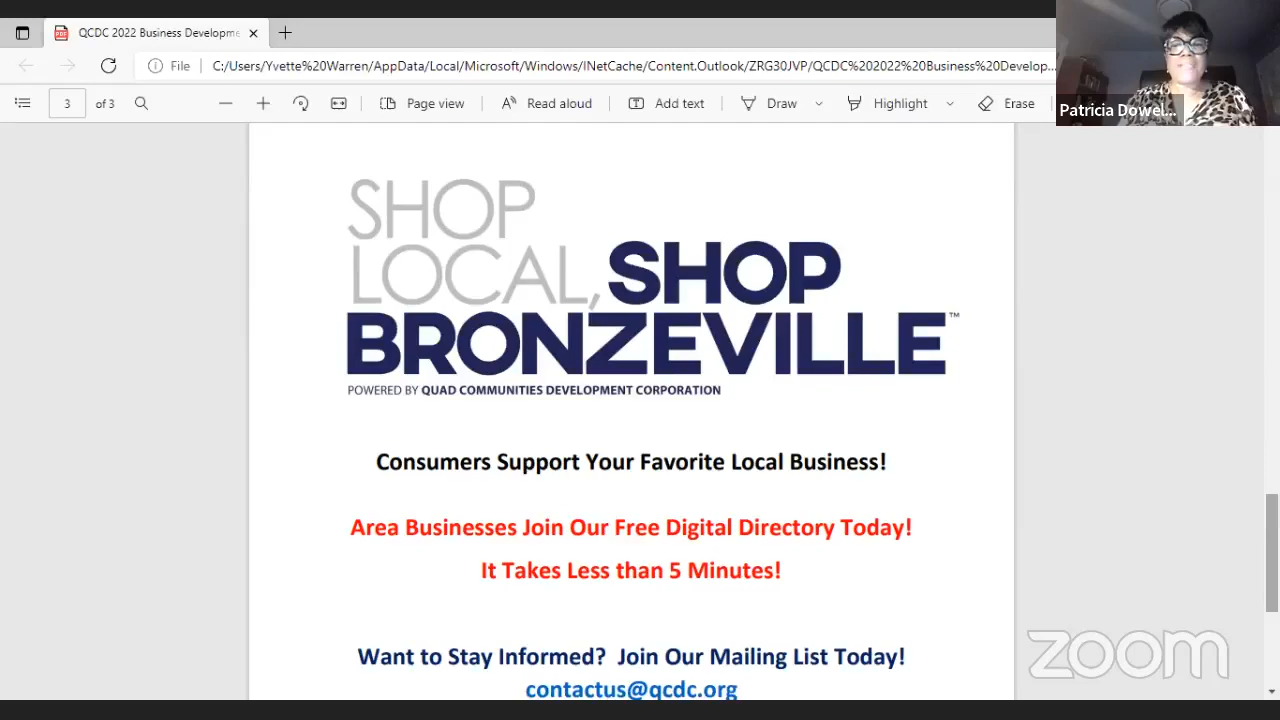 QCDC 2022 Business Developme
File
C:/Users/Yvette%20Warren/AppData/Local/Microsoft/Windows/INetCache/Content.Outlook/ZRG30JVP/QCDC%202022%20Business%20Develop...
3 of 3
Page view
Read aloud
Add text
Draw
Highlight
Erase
Patricia Dowel...
SHOP
LOCAL, SHOP
BRONZEVILLE™
POWERED BY QUAD COMMUNITIES DEVELOPMENT CORPORATION
Consumers Support Your Favorite Local Business!
Area Businesses Join Our Free Digital Directory Today!
It Takes Less than 5 Minutes!
Want to Stay Informed? Join Our Mailing List Today!
contactus@qcdc.org
zoom